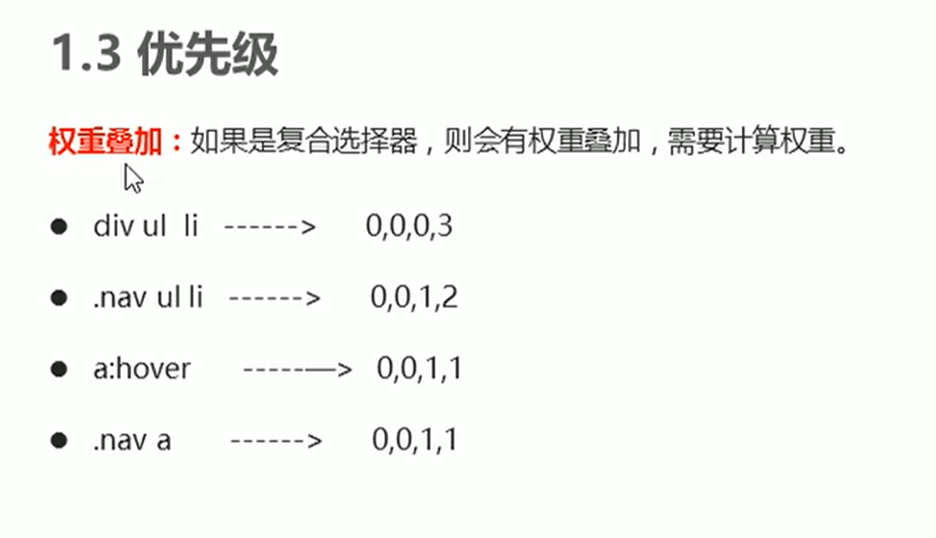 1.3 优先级
权重叠加：如果是复合选择器，则会有权重叠加，需要计算权重。
● div ul  li ------> 0,0,0,3
● .nav ul li ------> 0,0,1,2
● a:hover -----—> 0,0,1,1
● .nav a ------> 0,0,1,1